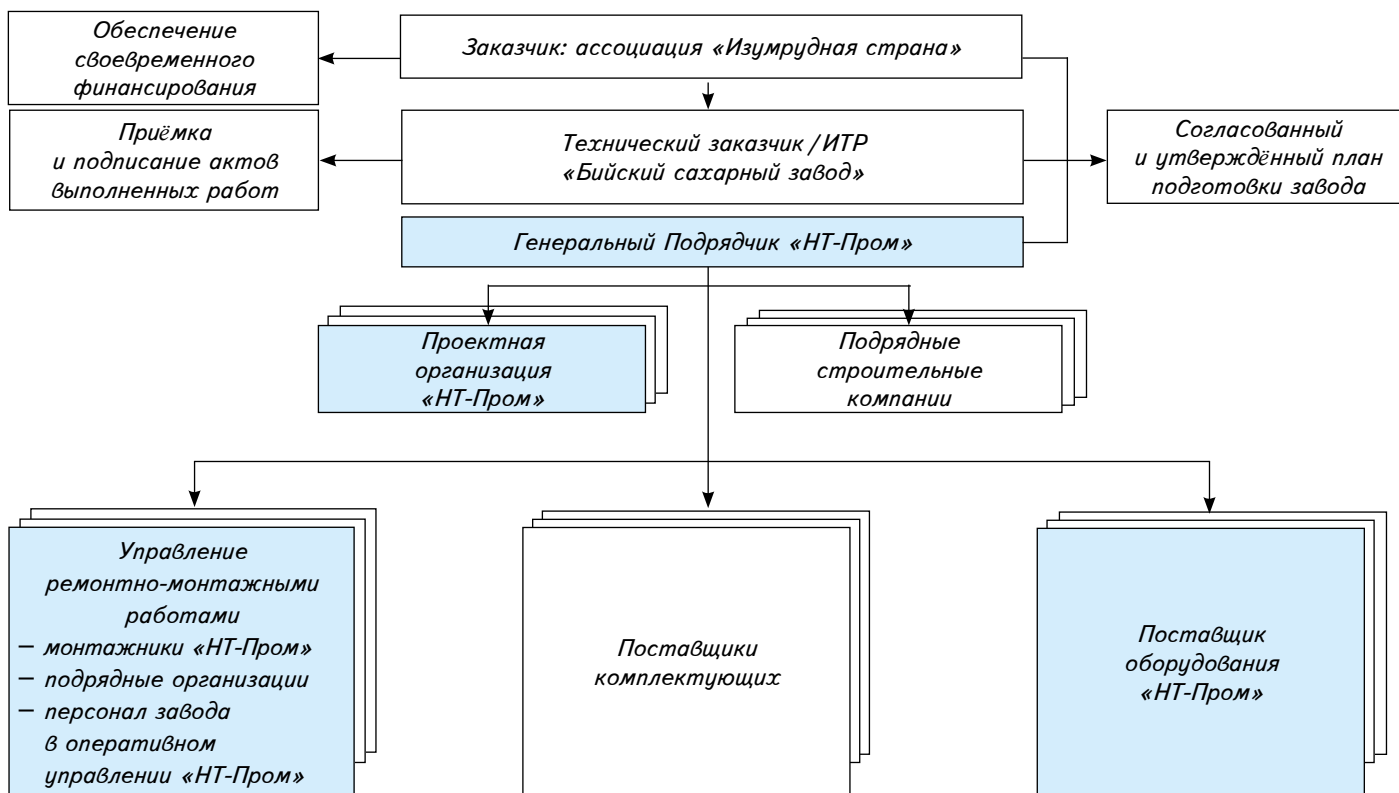 Обеспечение
своевременного
финансирования
Заказчик: ассоциация «Изумрудная страна»
Приёмка
и подписание актов
выполненных работ
Технический заказчик / ИТР
«Бийский сахарный завод»
Согласованный
и утверждённый план
подготовки завода
Генеральный Подрядчик «НТ-Пром»
Проектная
организация
«НТ-Пром»
Подрядные
строительные
компании
Управление
ремонтно-монтажными
работами
– монтажники «НТ-Пром»
– подрядные организации
– персонал завода
в оперативном
управлении «НТ-Пром»
Поставщики
комплектующих
Поставщик
оборудования
«НТ-Пром»